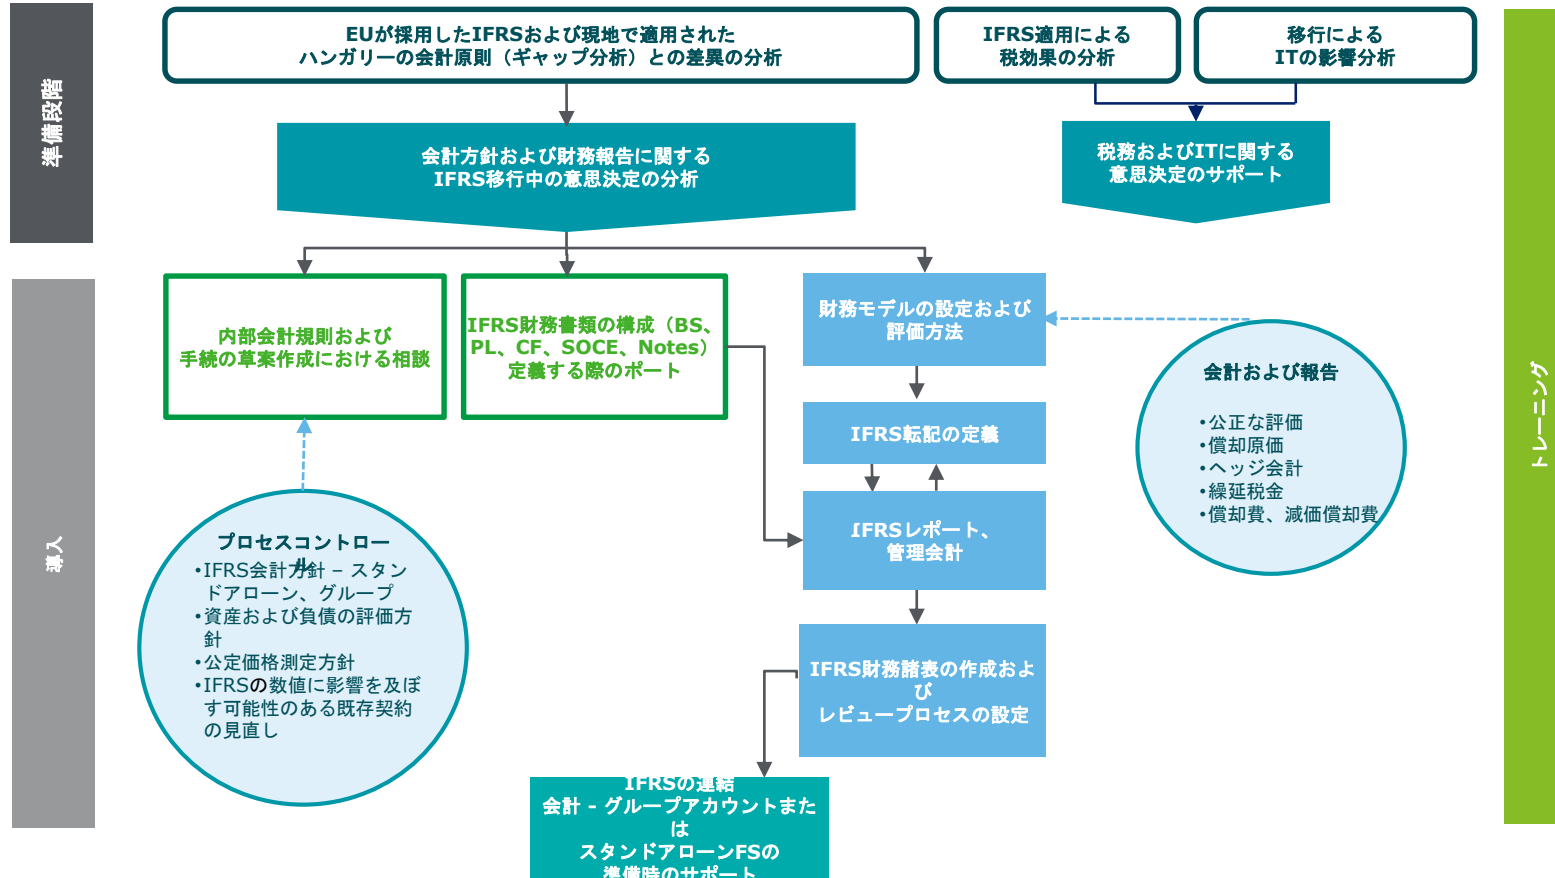 準備段階
EUが採用したIFRSおよび現地で適用された
ハンガリーの会計原則（ギャップ分析）との差異の分析
IFRS適用による
税効果の分析
移行による
ITの影響分析
会計方針および財務報告に関する
IFRS移行中の意思決定の分析
税務およびITに関する
意思決定のサポート
トレーニング
導入
内部会計規則および
手続の草案作成における相談
IFRS財務書類の構成（BS、
PL、CF、SOCE、Notes）
定義する際のポート
財務モデルの設定および
評価方法
会計および報告
•公正な評価
•償却原価
•ヘッジ会計
•繰延税金
•償却費、減価償却費
IFRS転記の定義
IFRSレポート、
管理会計
プロセスコントロー
ル
•IFRS会計方針 – スタン
ドアローン、グループ
•資産および負債の評価方
針
•公定価格測定方針
•IFRSの数値に影響を及ぼ
す可能性のある既存契約
の見直し
IFRS財務諸表の作成およ
び
レビュープロセスの設定
IFRSの連結
会計 - グループアカウントまた
は
スタンドアローンFSの
準備時のサポート